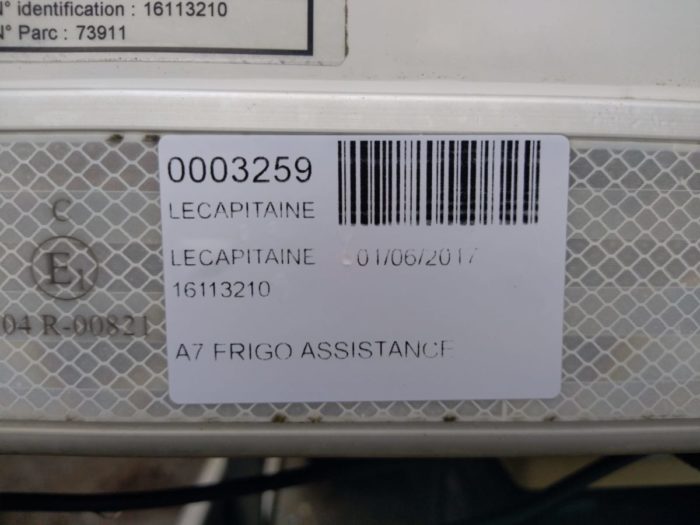 N° identification : 16113210
N° Parc : 73911
0003259
LECAPITAINE
LECAPITAINE 01/06/2017
16113210
A7 FRIGO ASSISTANCE
C
E1
04 R-00821